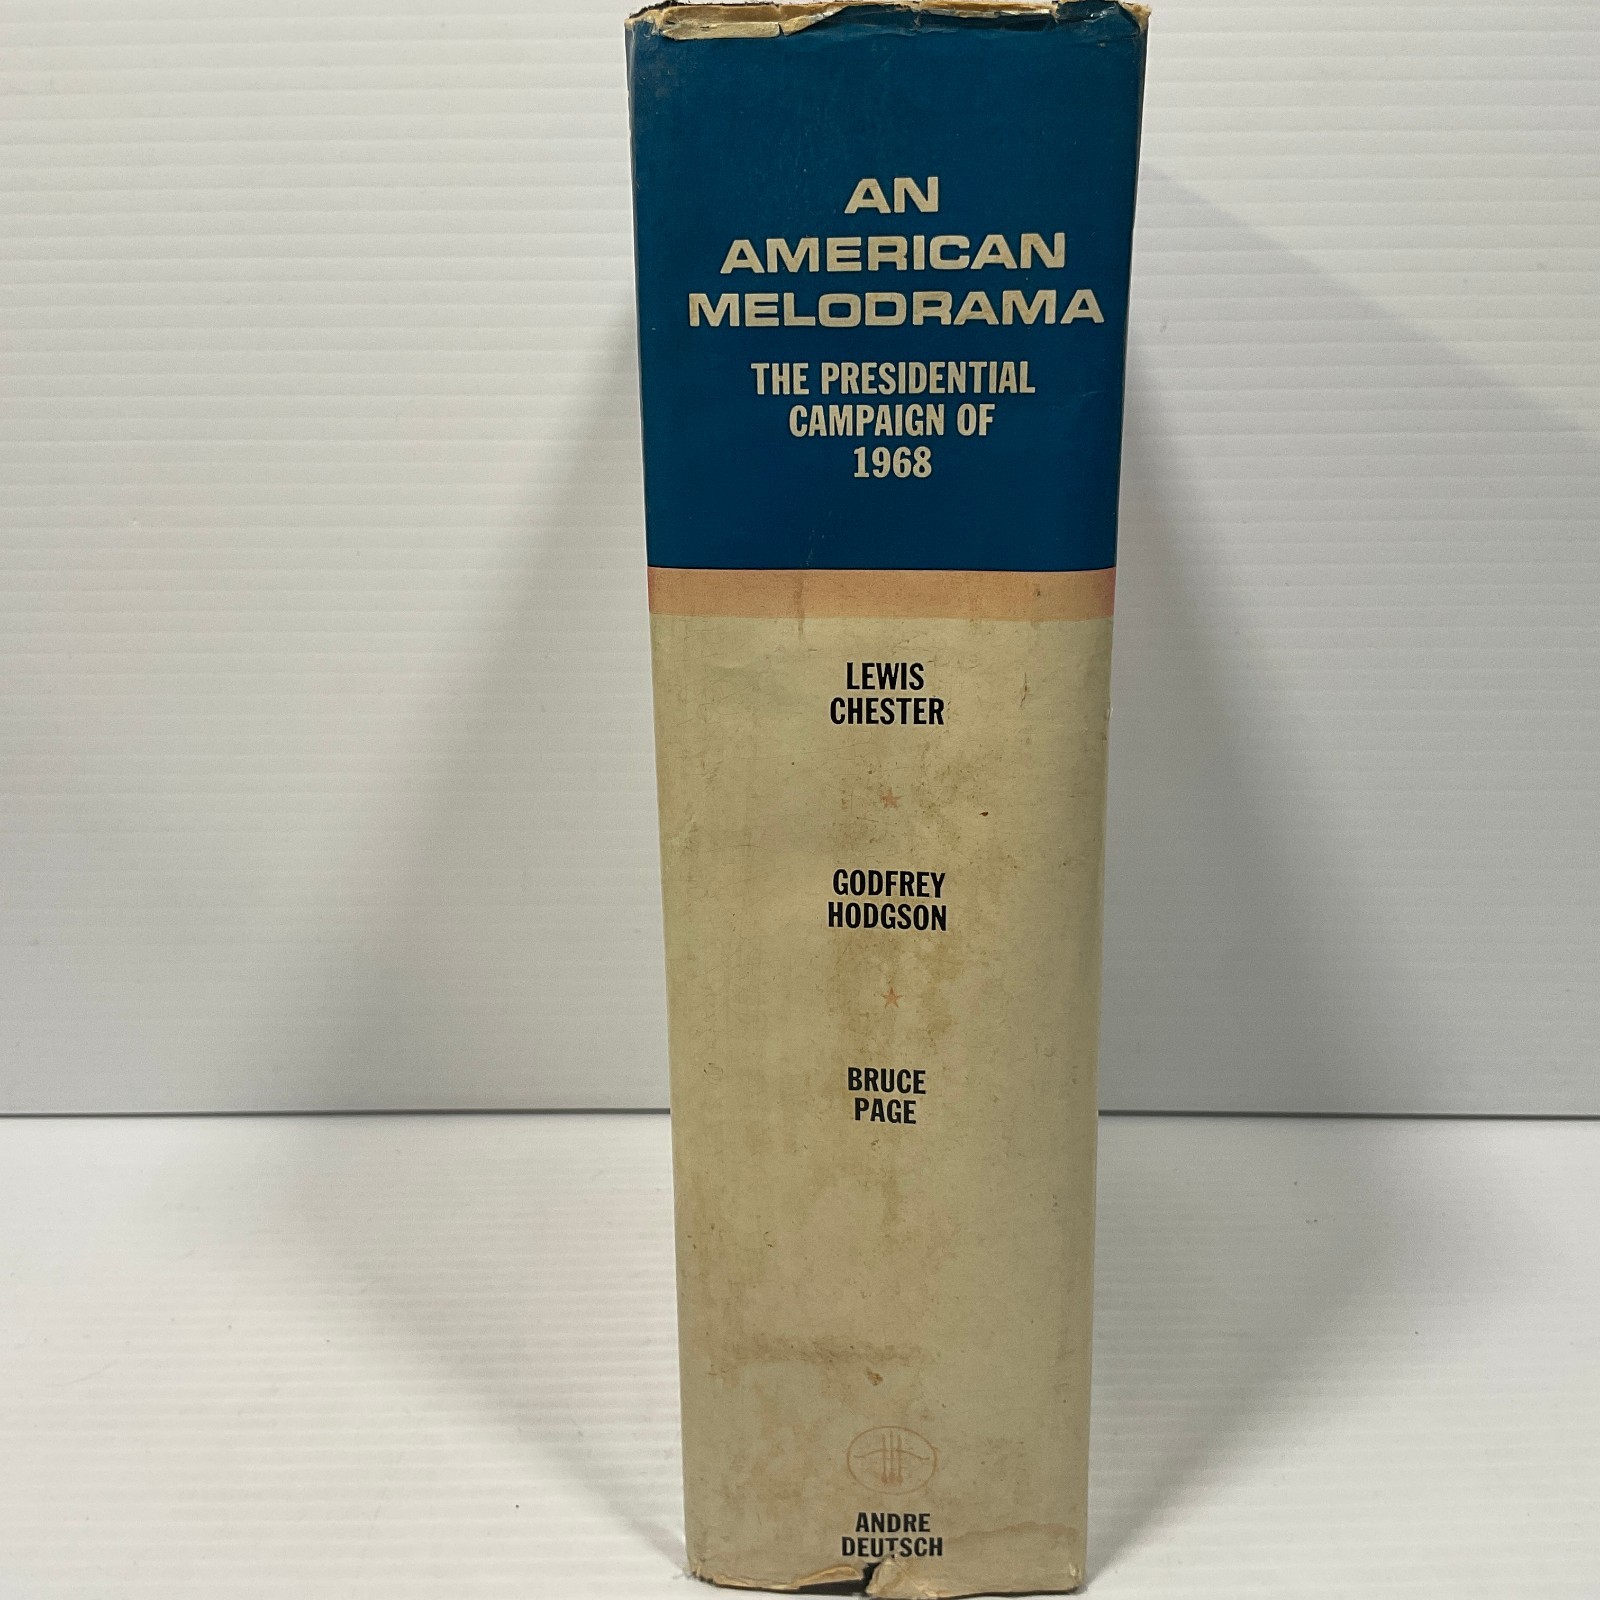 AN
AMERICAN
MELODRAMA
THE PRESIDENTIAL
CAMPAIGN OF
1968
LEWIS
CHESTER
GODFREY
HODGSON
BRUCE
PAGE
ANDRE
DEUTSCH